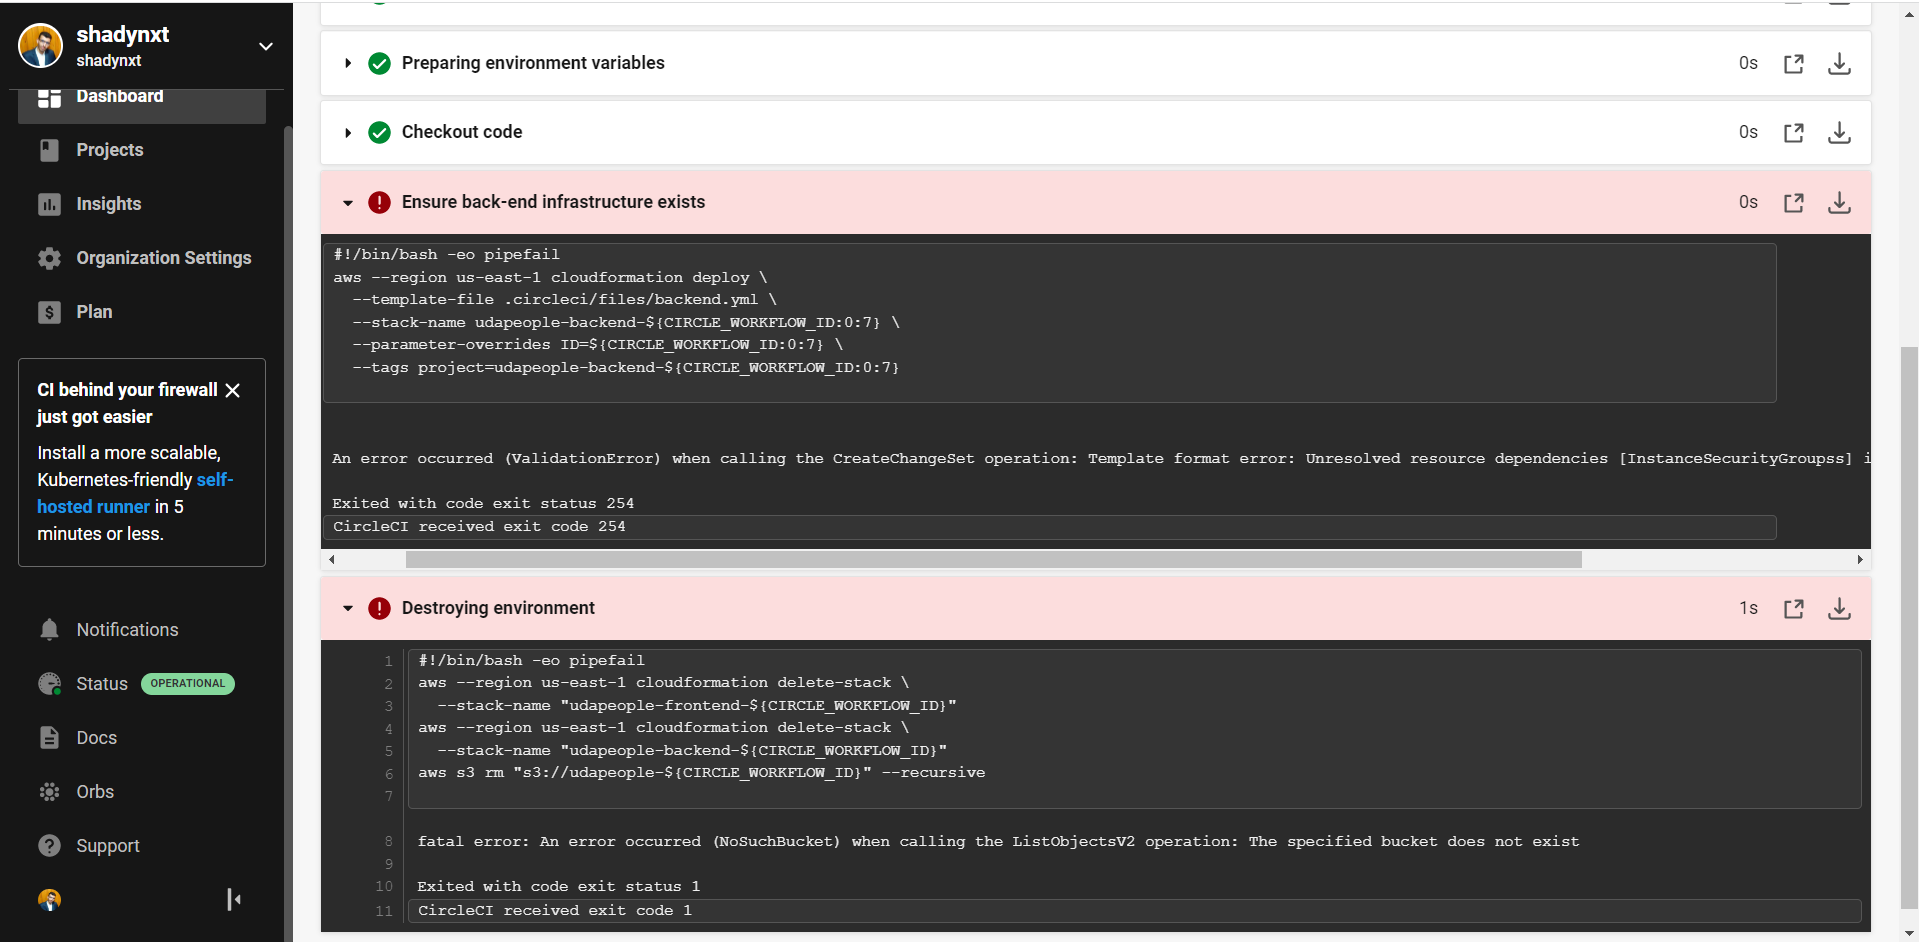 shadynxt
shadynxt
Dashboard
Projects
Insights
Organization Settings
Plan
CI behind your firewall
just got easier
Install a more scalable,
Kubernetes-friendly self-
hosted runner in 5
minutes or less.
Notifications
Status OPERATIONAL
Docs
Orbs
Support
Preparing environment variables 0s
Checkout code 0s
Ensure back-end infrastructure exists 0s
#!/bin/bash -eo pipefail
aws --region us-east-1 cloudformation deploy \
--template-file .circleci/files/backend.yml \
--stack-name udapeople-backend-${CIRCLE_WORKFLOW_ID:0:7} \
--parameter-overrides ID=${CIRCLE_WORKFLOW_ID:0:7} \
--tags project=udapeople-backend-${CIRCLE_WORKFLOW_ID:0:7}
An error occurred (ValidationError) when calling the CreateChangeSet operation: Template format error: Unresolved resource dependencies [InstanceSecurityGroupss] i
Exited with code exit status 254
CircleCI received exit code 254
Destroying environment 1s
1 #!/bin/bash -eo pipefail
2 aws --region us-east-1 cloudformation delete-stack \
3 --stack-name "udapeople-frontend-${CIRCLE_WORKFLOW_ID}"
4 aws --region us-east-1 cloudformation delete-stack \
5 --stack-name "udapeople-backend-${CIRCLE_WORKFLOW_ID}"
6 aws s3 rm "s3://udapeople-${CIRCLE_WORKFLOW_ID}" --recursive
7
8 fatal error: An error occurred (NoSuchBucket) when calling the ListObjectsV2 operation: The specified bucket does not exist
9
10 Exited with code exit status 1
11 CircleCI received exit code 1